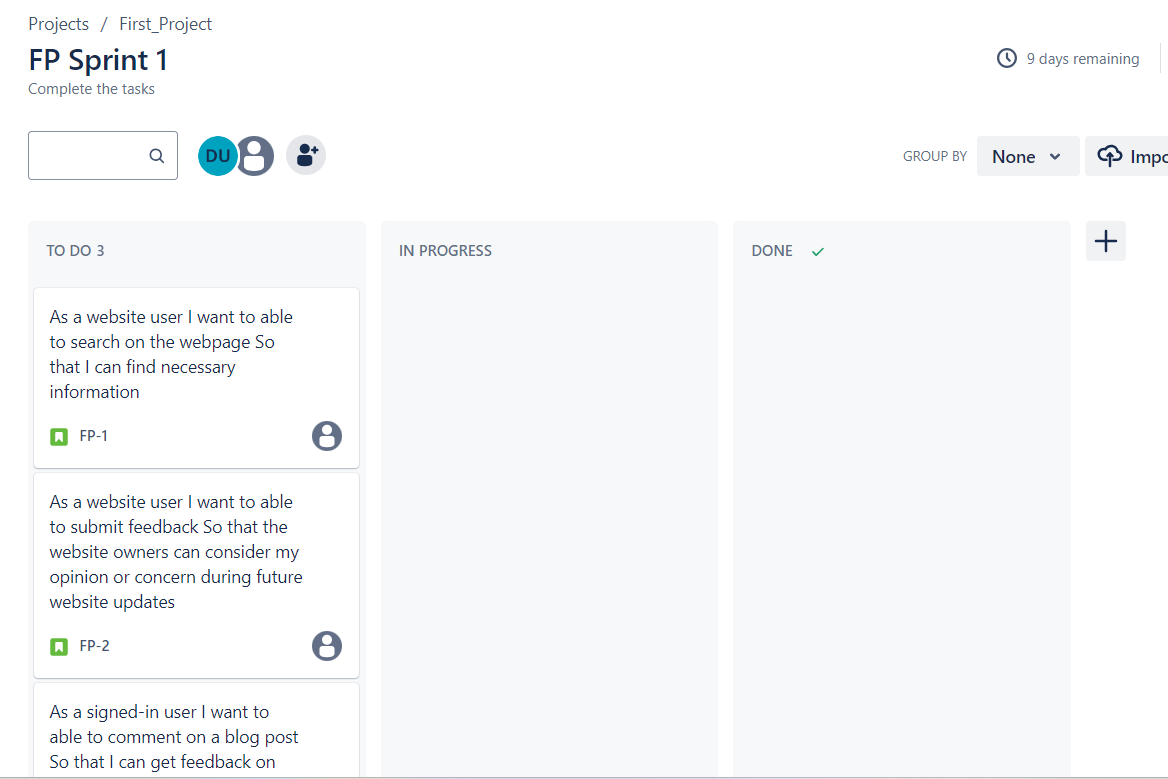 Projects / First_Project
FP Sprint 1
9 days remaining
Complete the tasks
DU
GROUP BY
None
Impo
TO DO 3
IN PROGRESS
DONE
As a website user I want to able
to search on the webpage So
that I can find necessary
information
FP-1
As a website user I want to able
to submit feedback So that the
website owners can consider my
opinion or concern during future
website updates
FP-2
As a signed-in user I want to
able to comment on a blog post
So that I can get feedback on